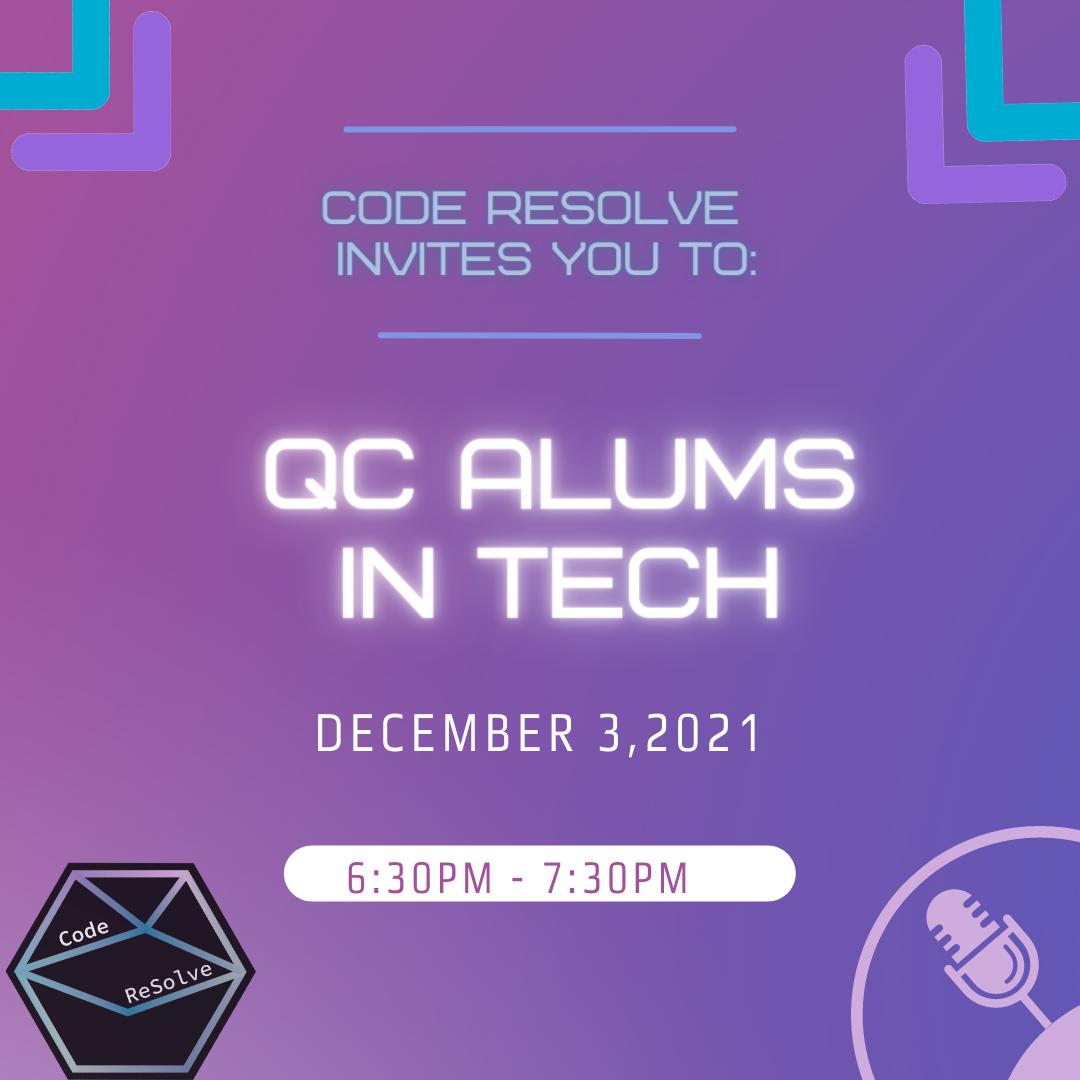 CODE RESOLVE
INVITES YOU TO:
QC ALUMS
IN TECH
DECEMBER 3,2021
6:30PM - 7:30PM
Code
ReSolve